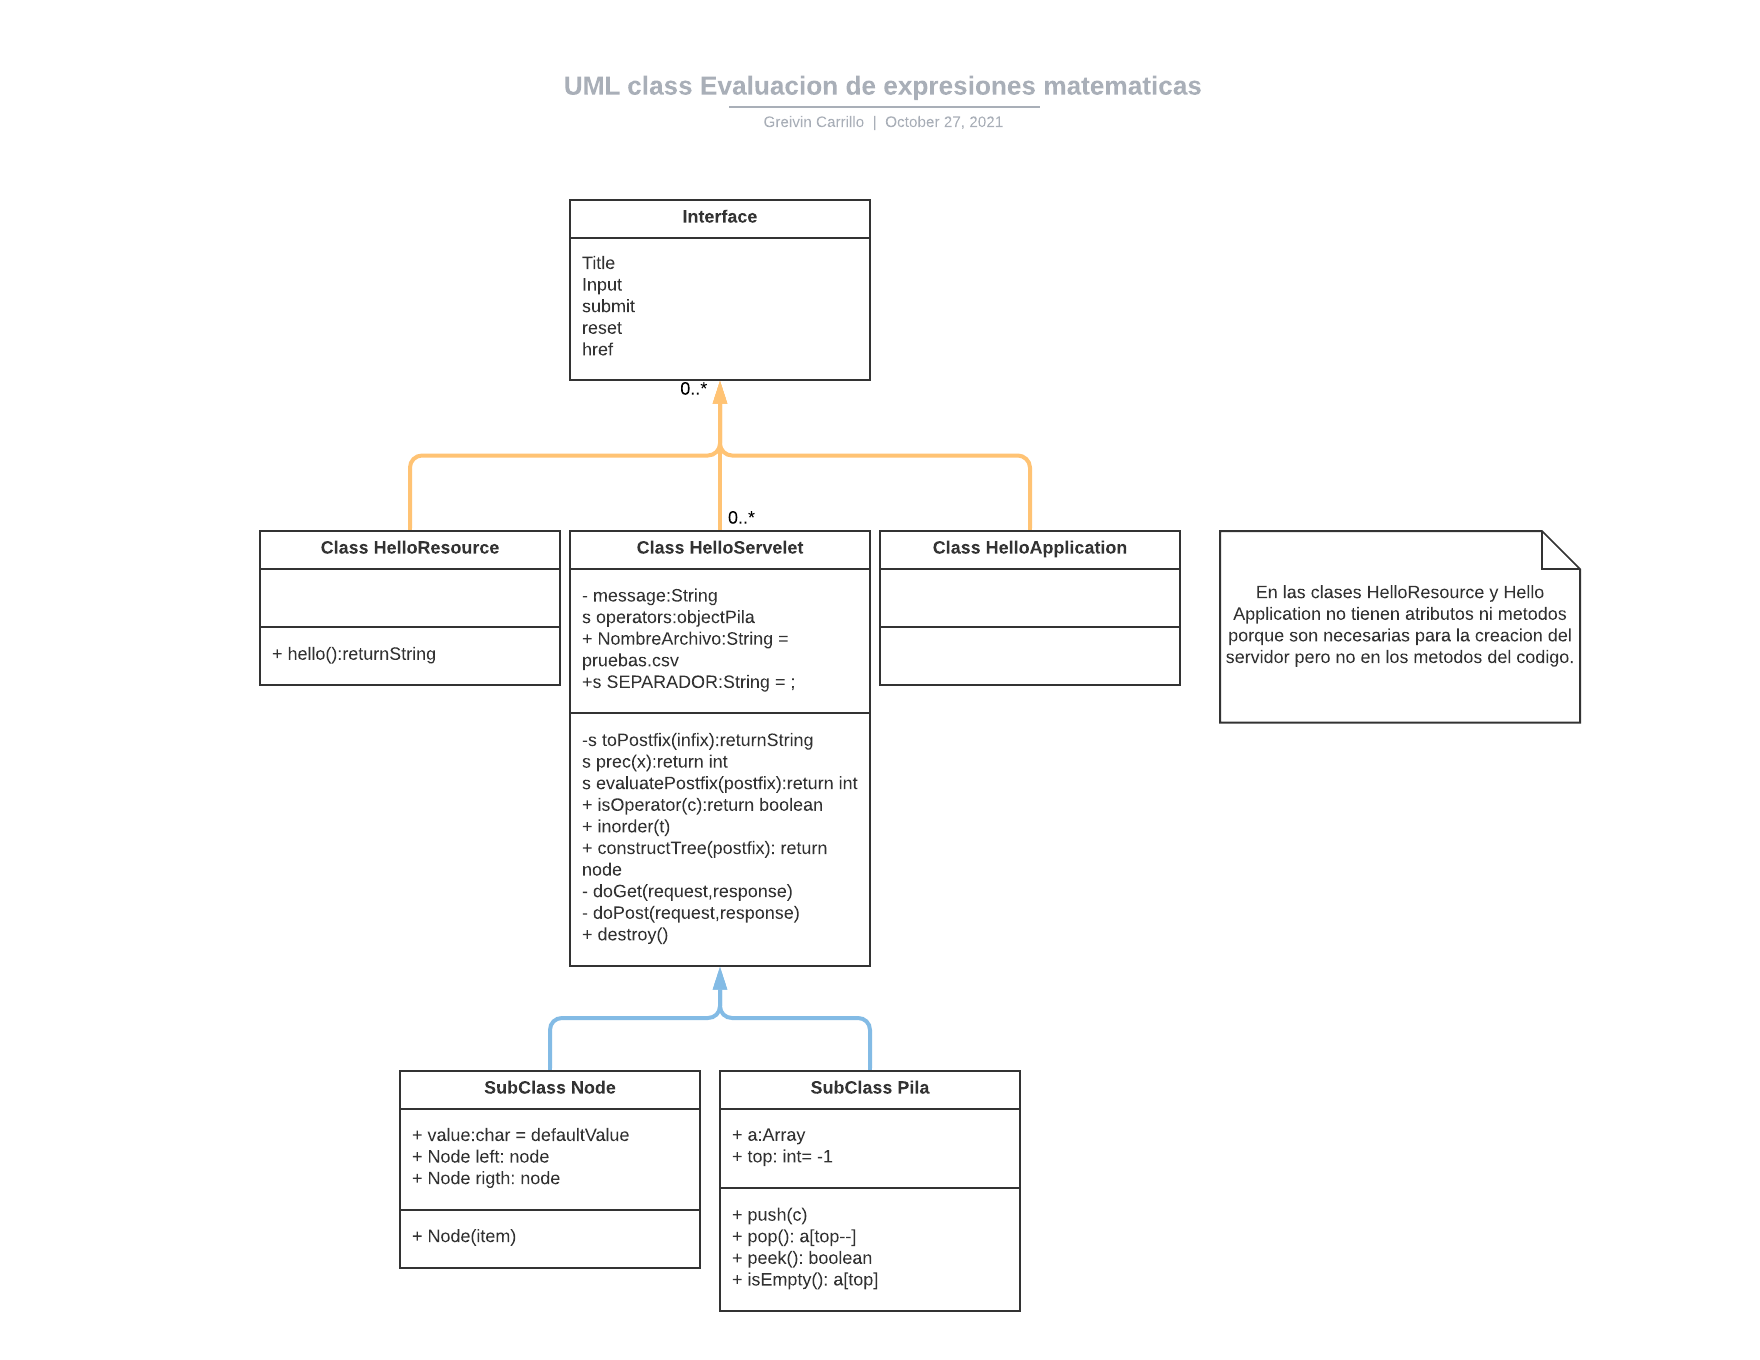 UML class Evaluacion de expresiones matematicas
Greivin Carrillo | October 27, 2021
Interface
Title
Input
submit
reset
href
0..*
0..*
Class HelloResource
+ hello():returnString
Class HelloServelet
- message:String
s operators:objectPila
+ NombreArchivo:String =
pruebas.csv
+s SEPARADOR:String = ;
-s toPostfix(infix):returnString
s prec(x):return int
s evaluatePostfix(postfix):return int
+ isOperator(c):return boolean
+ inorder(t)
+ constructTree(postfix): return
node
- doGet(request,response)
- doPost(request,response)
+ destroy()
Class HelloApplication
En las clases HelloResource y Hello
Application no tienen atributos ni metodos
porque son necesarias para la creacion del
servidor pero no en los metodos del codigo.
SubClass Node
+ value:char = defaultValue
+ Node left: node
+ Node rigth: node
+ Node(item)
SubClass Pila
+ a:Array
+ top: int= -1
+ push(c)
+ pop(): a[top--]
+ peek(): boolean
+ isEmpty(): a[top]